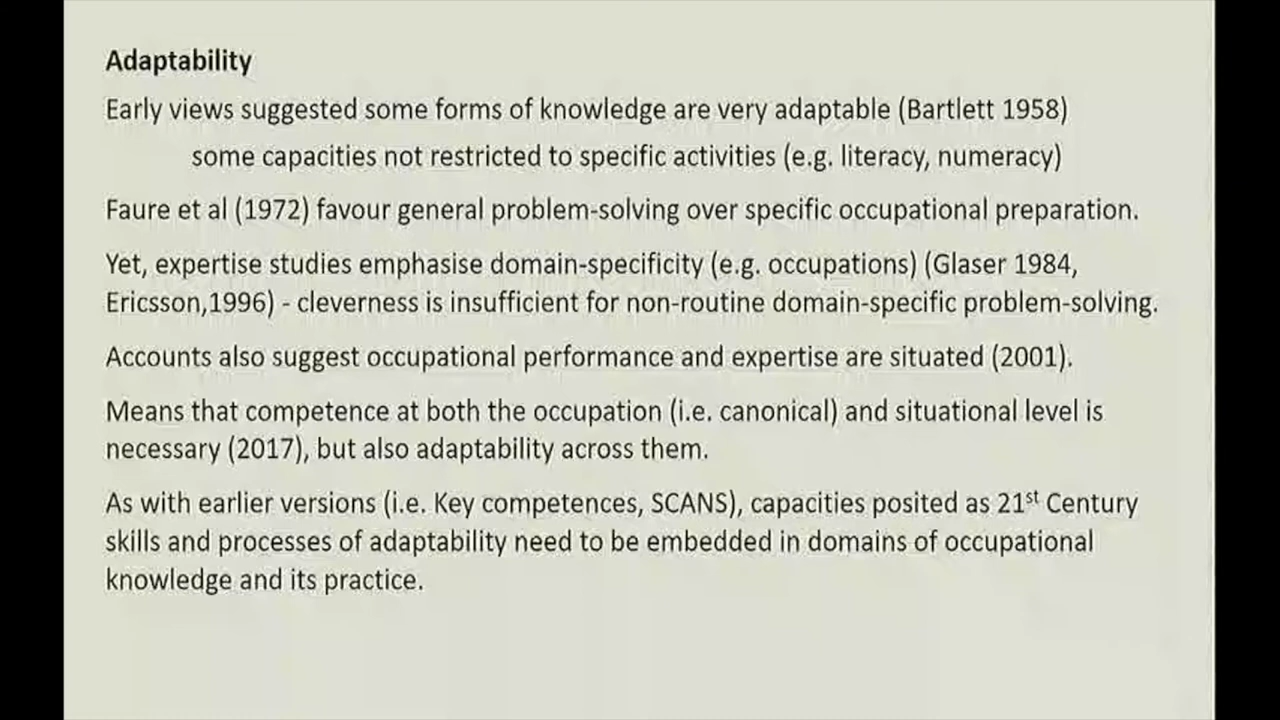 Adaptability
Early views suggested some forms of knowledge are very adaptable (Bartlett 1958)
some capacities not restricted to specific activities (e.g. literacy, numeracy)
Faure et al (1972) favour general problem-solving over specific occupational preparation.
Yet, expertise studies emphasise domain-specificity (e.g. occupations) (Glaser 1984,
Ericsson,1996) - cleverness is insufficient for non-routine domain-specific problem-solving.
Accounts also suggest occupational performance and expertise are situated (2001).
Means that competence at both the occupation (i.e. canonical) and situational level is
necessary (2017), but also adaptability across them.
As with earlier versions (i.e. Key competences, SCANS), capacities posited as 21st Century
skills and processes of adaptability need to be embedded in domains of occupational
knowledge and its practice.